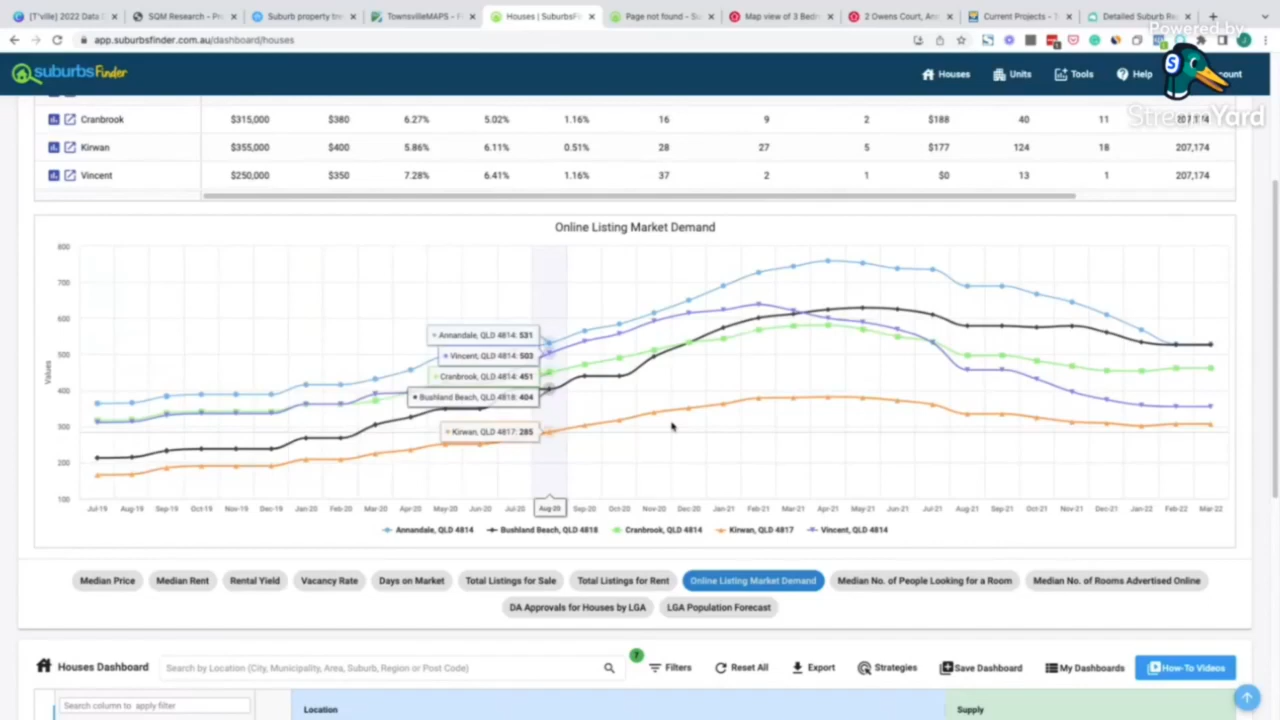 [T'ville] 2022 Data
SQM Research - Pr
Suburb property tre
TownsvilleMAPS - F
Houses | SuburbsFi
Page not found - Su
Map view of 3 Bedr
2 Owens Court, Ann
Current Projects - T
Detailed Suburb Re
app.suburbsfinder.com.au/dashboard/houses
Powered by
StreamYard
suburbsFinder
Houses
Units
Tools
Help
ount
Cranbrook $315,000 $380 6.27% 5.02% 1.16% 16 9 2 $188 40 11 207,174
Kirwan $355,000 $400 5.86% 6.11% 0.51% 28 27 5 $177 124 18 207,174
Vincent $250,000 $350 7.28% 6.41% 1.16% 37 2 1 $0 13 1 207,174
Online Listing Market Demand
800
700
600
500
400
300
200
100
Values
Annandale, QLD 4814: 531
Vincent, QLD 4814: 503
Cranbrook, QLD 4814: 451
Bushland Beach, QLD 4818: 404
Kirwan, QLD 4817: 285
Jul-19 Aug-19 Sep-19 Oct-19 Nov-19 Dec-19 Jan-20 Feb-20 Mar-20 Apr-20 May-20 Jun-20 Jul-20 Aug-20 Sep-20 Oct-20 Nov-20 Dec-20 Jan-21 Feb-21 Mar-21 Apr-21 May-21 Jun-21 Jul-21 Aug-21 Sep-21 Oct-21 Nov-21 Dec-21 Jan-22 Feb-22 Mar-22
Annandale, QLD 4814 Bushland Beach, QLD 4818 Cranbrook, QLD 4814 Kirwan, QLD 4817 Vincent, QLD 4814
Median Price Median Rent Rental Yield Vacancy Rate Days on Market Total Listings for Sale Total Listings for Rent Online Listing Market Demand Median No. of People Looking for a Room Median No. of Rooms Advertised Online
DA Approvals for Houses by LGA LGA Population Forecast
Houses Dashboard
Search by Location (City, Municipality, Area, Suburb, Region or Post Code)
7
Filters
Reset All
Export
Strategies
Save Dashboard
My Dashboards
How-To Videos
Search column to apply filter
Location
Supply